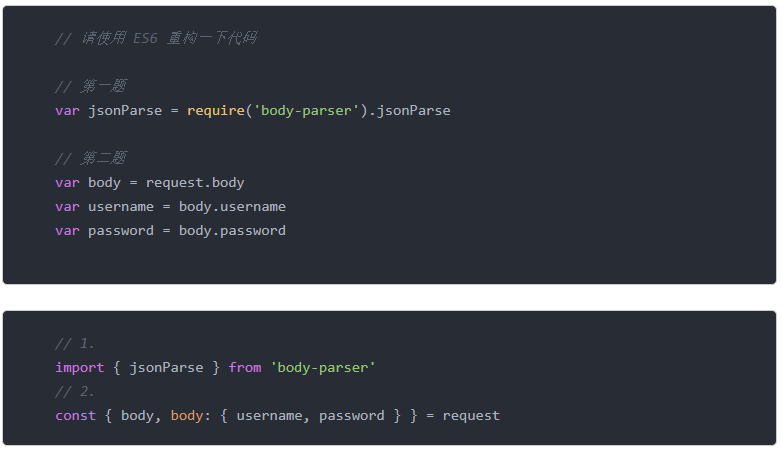 // 请使用 ES6 重构一下代码
// 第一题
var jsonParse = require('body-parser').jsonParse
// 第二题
var body = request.body
var username = body.username
var password = body.password
// 1.
import { jsonParse } from 'body-parser'
// 2.
const { body, body: { username, password } } = request